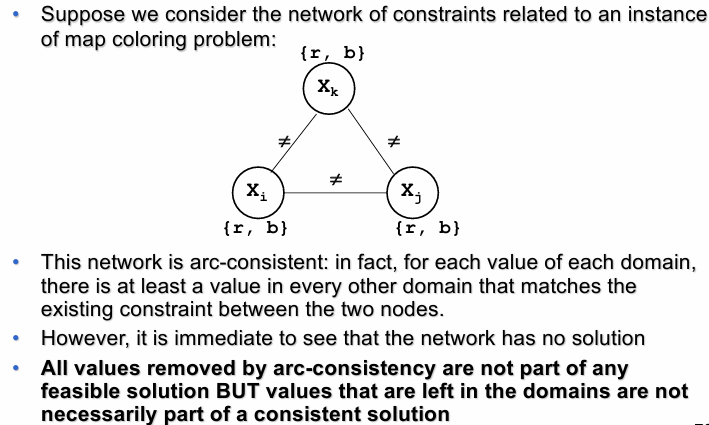 • Suppose we consider the network of constraints related to an instance
of map coloring problem:
{r, b}
Xk
≠ ≠
≠
Xi Xj
{r, b} {r, b}
• This network is arc-consistent: in fact, for each value of each domain,
there is at least a value in every other domain that matches the
existing constraint between the two nodes.
• However, it is immediate to see that the network has no solution
• All values removed by arc-consistency are not part of any
feasible solution BUT values that are left in the domains are not
necessarily part of a consistent solution